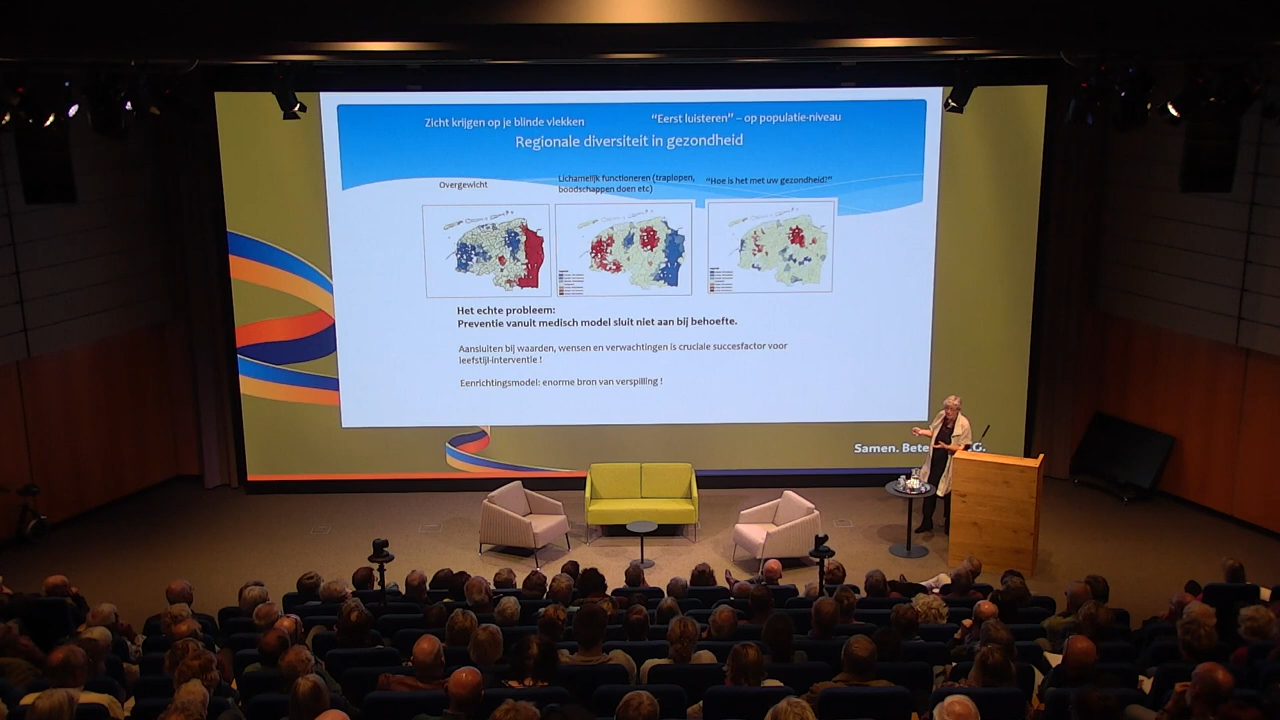 Zicht krijgen op je blinde vlekken
"Eerst luisteren" – op populatie-niveau
Regionale diversiteit in gezondheid
Overgewicht
Lichamelijk functioneren (traplopen,
boodschappen doen etc)
"Hoe is het met uw gezondheid?"
Het echte probleem:
Preventie vanuit medisch model sluit niet aan bij behoefte.
Aansluiten bij waarden, wensen en verwachtingen is cruciale succesfactor voor
leefstijl-interventie !
Eenrichtingsmodel: enorme bron van verspilling !
Samen.